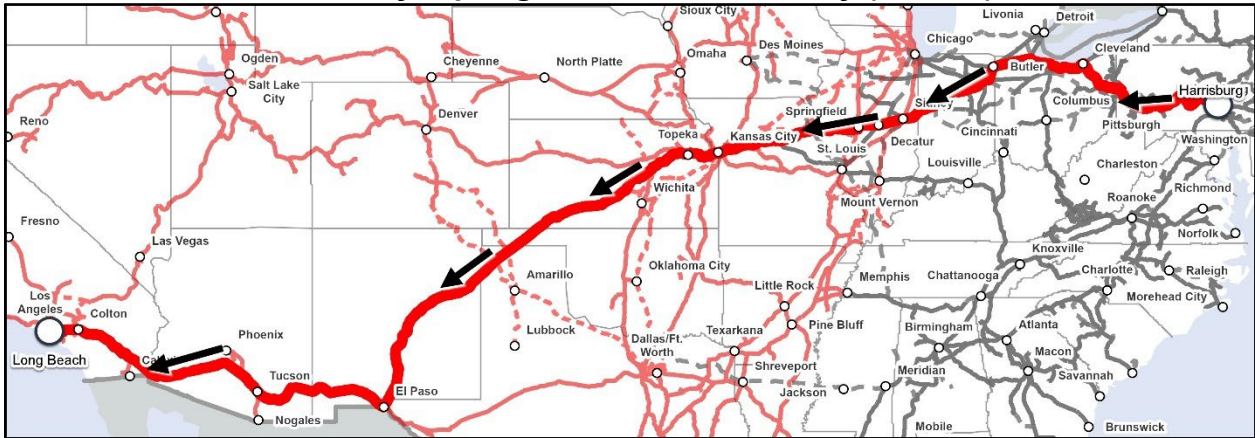 Sioux City
Livonia
Detroit
Ogden
Cheyenne
North Platte
Omaha
Des Moines
Chicago
Butler
Cleveland
Salt Lake
City
Reno
Denver
Springfield
Sidney
Columbus
Harrisburg
Pittsburgh
Topeka
Kansas City
St. Louis
Decatur
Cincinnati
Washington
Louisville
Charleston
Wichita
Mount Vernon
Richmond
Roanoke
Fresno
Las Vegas
Norfolk
Knoxville
Oklahoma City
Amarillo
Memphis
Chattanooga
Charlotte
Raleigh
Los
Angeles
Colton
Little Rock
Morehead City
Phoenix
Lubbock
Texarkana
Pine Bluff
Birmingham
Atlanta
Long Beach
Dallas/Ft.
Worth
Macon
Tucson
Shreveport
Meridian
Savannah
El Paso
Jackson
Nogales
Mobile
Brunswick